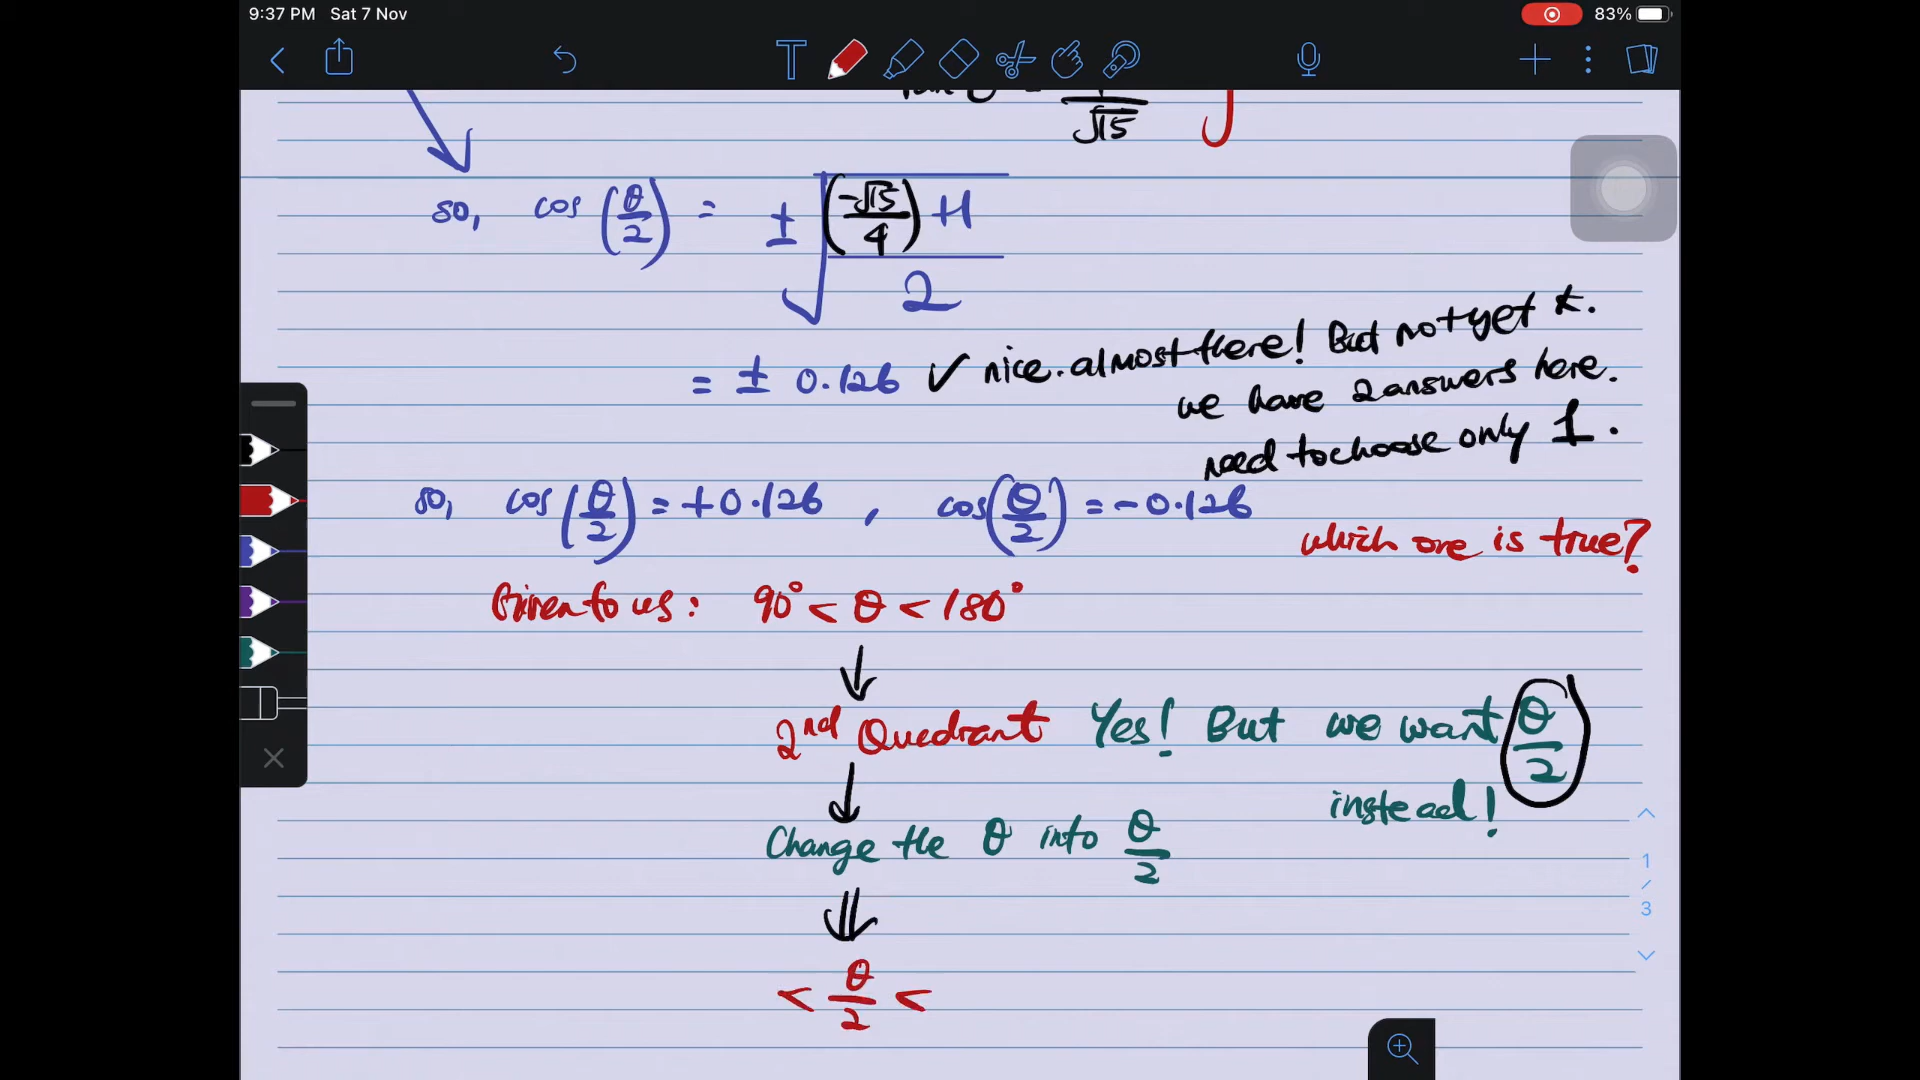 9:37 PM Sat 7 Nov
83%
T
√15
so, cos (θ/2) = ± √(((-√15/4) +1)/2)
= ± 0.126 ✓ nice. almost there! But not yet *.
we have 2 answers here.
need to choose only 1.
so, cos(θ/2) = +0.126 , cos(θ/2) = -0.126
which one is true?
Given to us: 90° < θ < 180°
↓
2nd Quadrant Yes! But we want θ/2
instead!
↓
Change the θ into θ/2
⇓
< θ/2 <
1
/
3